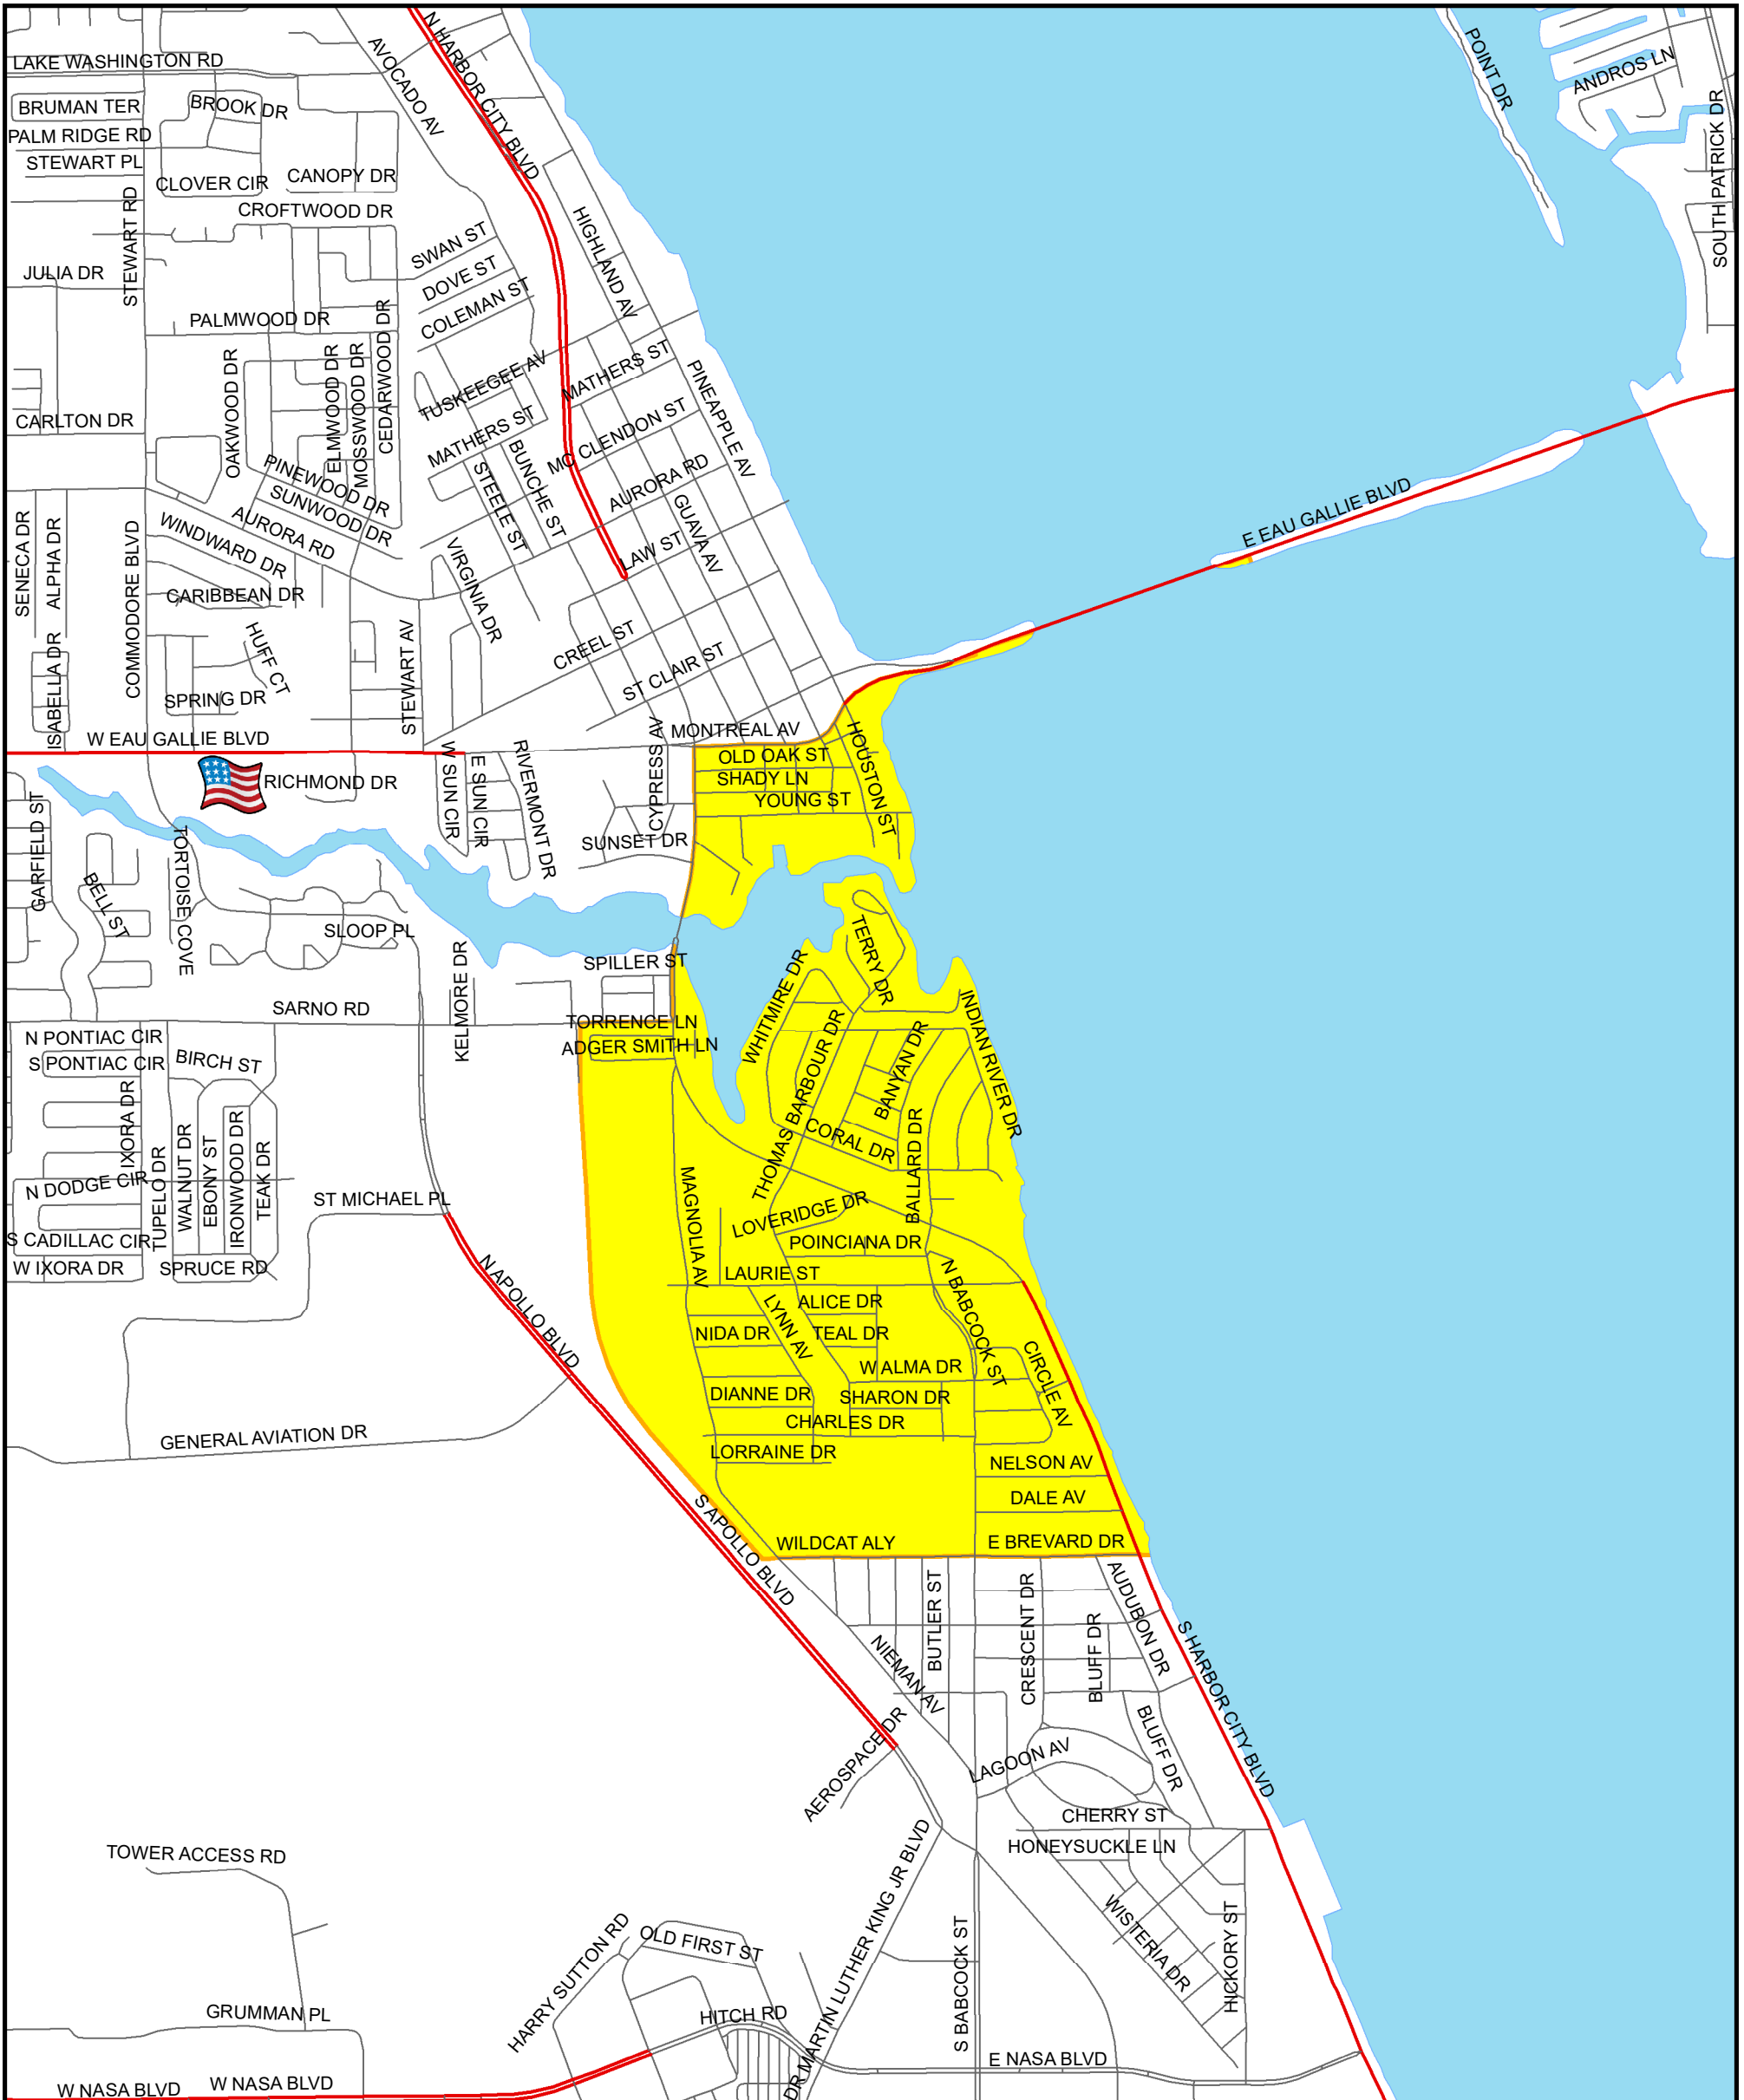 N HARBOR CITY BLVD
AVOCADO AV
POINT DR
ANDROS LN
LAKE WASHINGTON RD
BRUMAN TER
BROOK DR
SOUTH PATRICK DR
PALM RIDGE RD
STEWART PL
CLOVER CIR
CANOPY DR
CROFTWOOD DR
STEWART RD
HIGHLAND AV
SWAN ST
JULIA DR
DOVE ST
COLEMAN ST
PALMWOOD DR
OAKWOOD DR
ELMWOOD DR
MOSSWOOD DR
CEDARWOOD DR
TUSKEEGEE AV
MATHERS ST
PINEAPPLE AV
CARLTON DR
MATHERS ST
MC CLENDON ST
BUNCHE ST
STEELE ST
PINEWOOD DR
SUNWOOD DR
AURORA RD
WINDWARD DR
AURORA RD
GUAVA AV
E EAU GALLIE BLVD
SENECA DR
ALPHA DR
COMMODORE BLVD
LAW ST
VIRGINIA DR
CARIBBEAN DR
HUFF CT
ISABELLA DR
STEWART AV
CREEL ST
ST CLAIR ST
SPRING DR
W EAU GALLIE BLVD
CYPRESS AV
MONTREAL AV
HOUSTON ST
OLD OAK ST
SHADY LN
YOUNG ST
RICHMOND DR
W SUN CIR
E SUN CIR
RIVERMONT DR
SUNSET DR
GARFIELD ST
BELL ST
TORTOISE COVE
SLOOP PL
KELMORE DR
SPILLER ST
TERRY DR
WHITMIRE DR
INDIAN RIVER DR
SARNO RD
TORRENCE LN
ADGER SMITH LN
THOMAS BARBOUR DR
BANYAN DR
N PONTIAC CIR
S PONTIAC CIR
BIRCH ST
IXORA DR
TUPELO DR
WALNUT DR
EBONY ST
IRONWOOD DR
TEAK DR
CORAL DR
BALLARD DR
MAGNOLIA AV
N DODGE CIR
ST MICHAEL PL
LOVERIDGE DR
S CADILLAC CIR
POINCIANA DR
W IXORA DR
SPRUCE RD
N APOLLO BLVD
LAURIE ST
N BABCOCK ST
ALICE DR
LYNN AV
NIDA DR
TEAL DR
CIRCLE AV
W ALMA DR
DIANNE DR
SHARON DR
CHARLES DR
GENERAL AVIATION DR
LORRAINE DR
NELSON AV
DALE AV
S APOLLO BLVD
WILDCAT ALY
E BREVARD DR
BUTLER ST
CRESCENT DR
AUDUBON DR
BLUFF DR
S HARBOR CITY BLVD
NIEMAN AV
AEROSPACE DR
LAGOON AV
BLUFF DR
CHERRY ST
HONEYSUCKLE LN
TOWER ACCESS RD
DR MARTIN LUTHER KING JR BLVD
WISTERIA DR
HICKORY ST
S BABCOCK ST
HARRY SUTTON RD
OLD FIRST ST
GRUMMAN PL
HITCH RD
E NASA BLVD
W NASA BLVD
W NASA BLVD